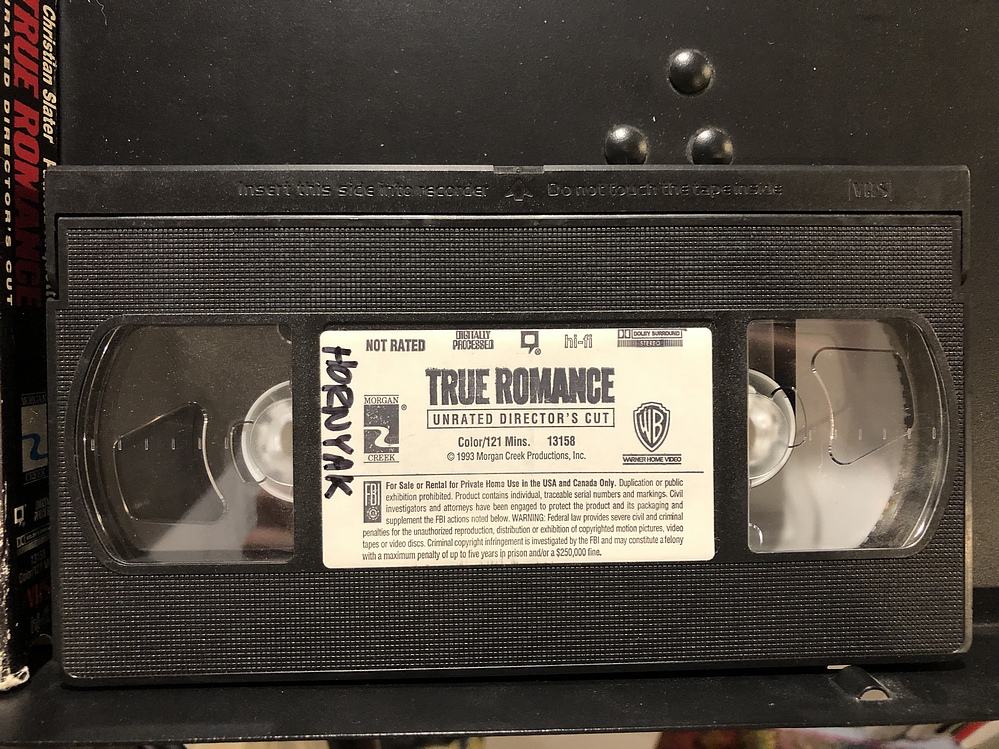 Christian Slater
TRUE ROMANCE
UNRATED DIRECTOR'S CUT
Insert this side into recorder Do not touch the tape inside VHS
HORNYAK
NOT RATED DIGITALLY PROCESSED hi-fi DOLBY SURROUND STEREO
TRUE ROMANCE
UNRATED DIRECTOR'S CUT
MORGAN CREEK
Color/121 Mins. 13158
© 1993 Morgan Creek Productions, Inc.
WB
WARNER HOME VIDEO
FBI
For Sale or Rental for Private Home Use in the USA and Canada Only. Duplication or public
exhibition prohibited. Product contains individual, traceable serial numbers and markings. Civil
investigators and attorneys have been engaged to protect the product and its packaging and
supplement the FBI actions noted below. WARNING: Federal law provides severe civil and criminal
penalties for the unauthorized reproduction, distribution or exhibition of copyrighted motion pictures, video
tapes or video discs. Criminal copyright infringement is investigated by the FBI and may constitute a felony
with a maximum penalty of up to five years in prison and/or a $250,000 fine.